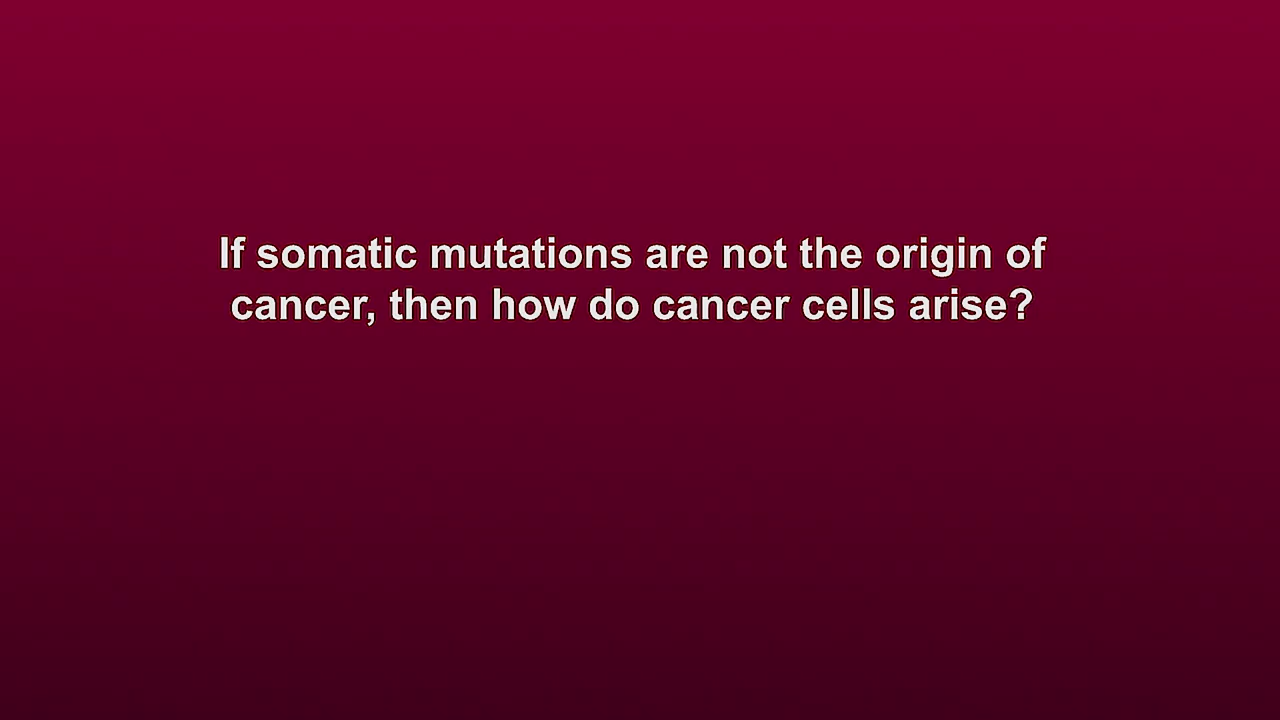 If somatic mutations are not the origin of
cancer, then how do cancer cells arise?